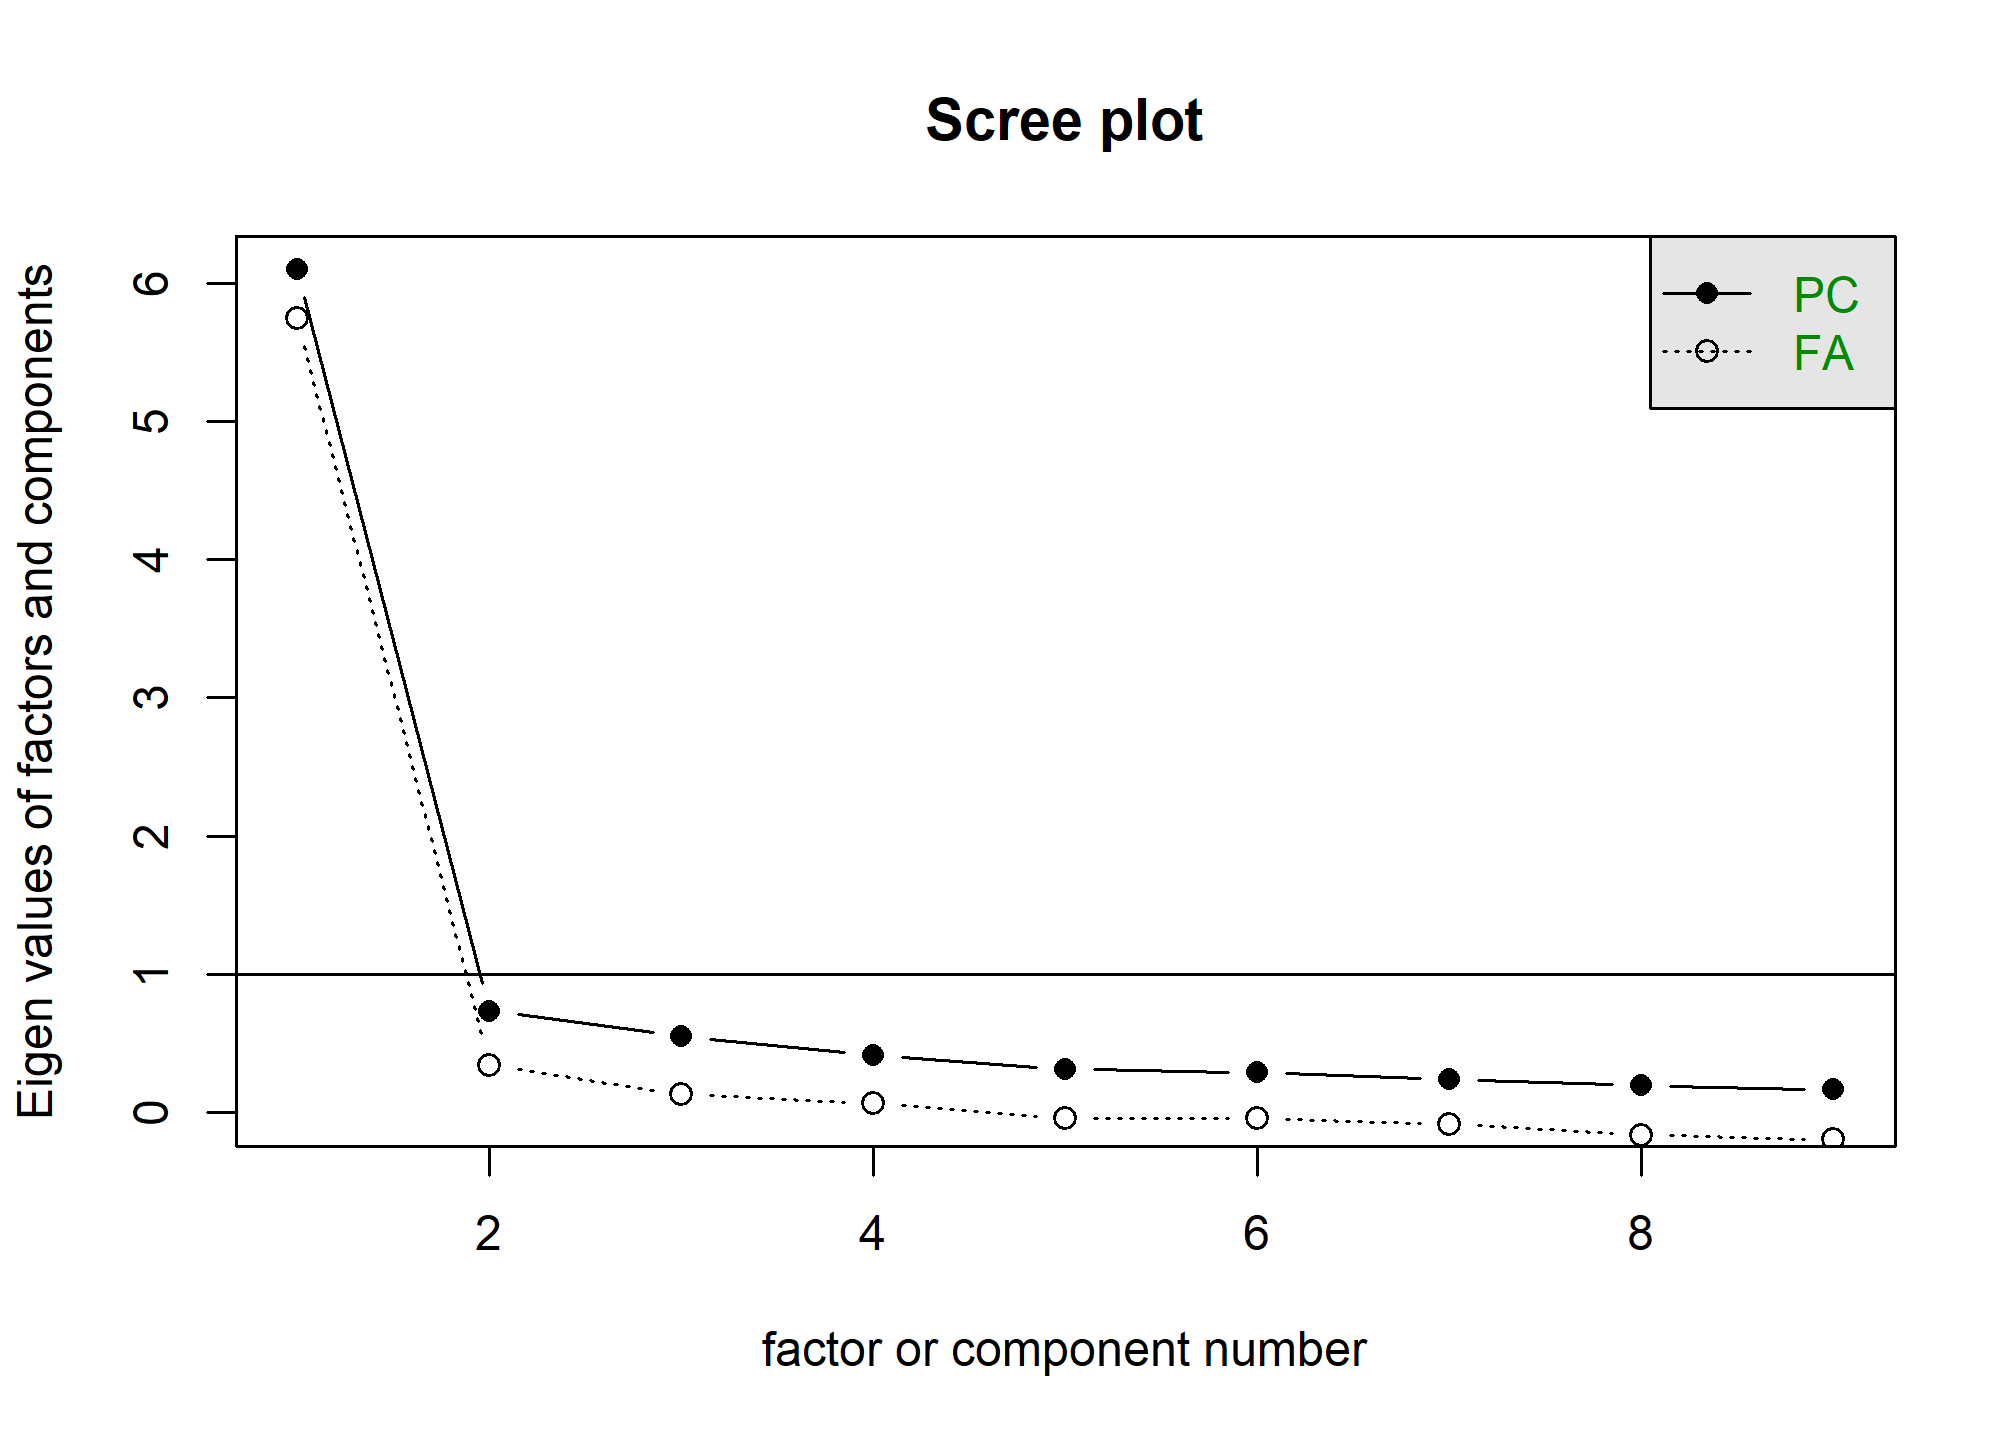 Scree plot
Eigen values of factors and components
6
5
4
3
2
1
0
PC
FA
2
4
6
8
factor or component number